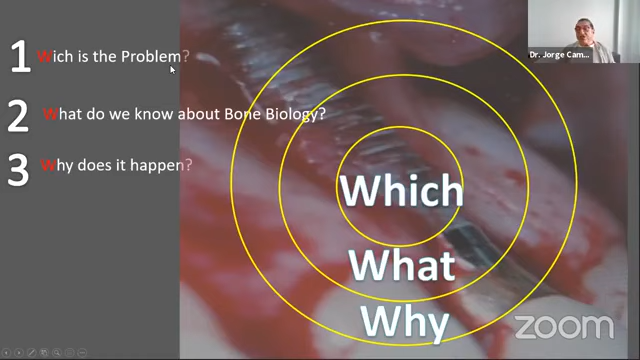 1 Wich is the Problem?
2 What do we know about Bone Biology?
3 Why does it happen?
Which
What
Why
Dr. Jorge Cam...
zoom